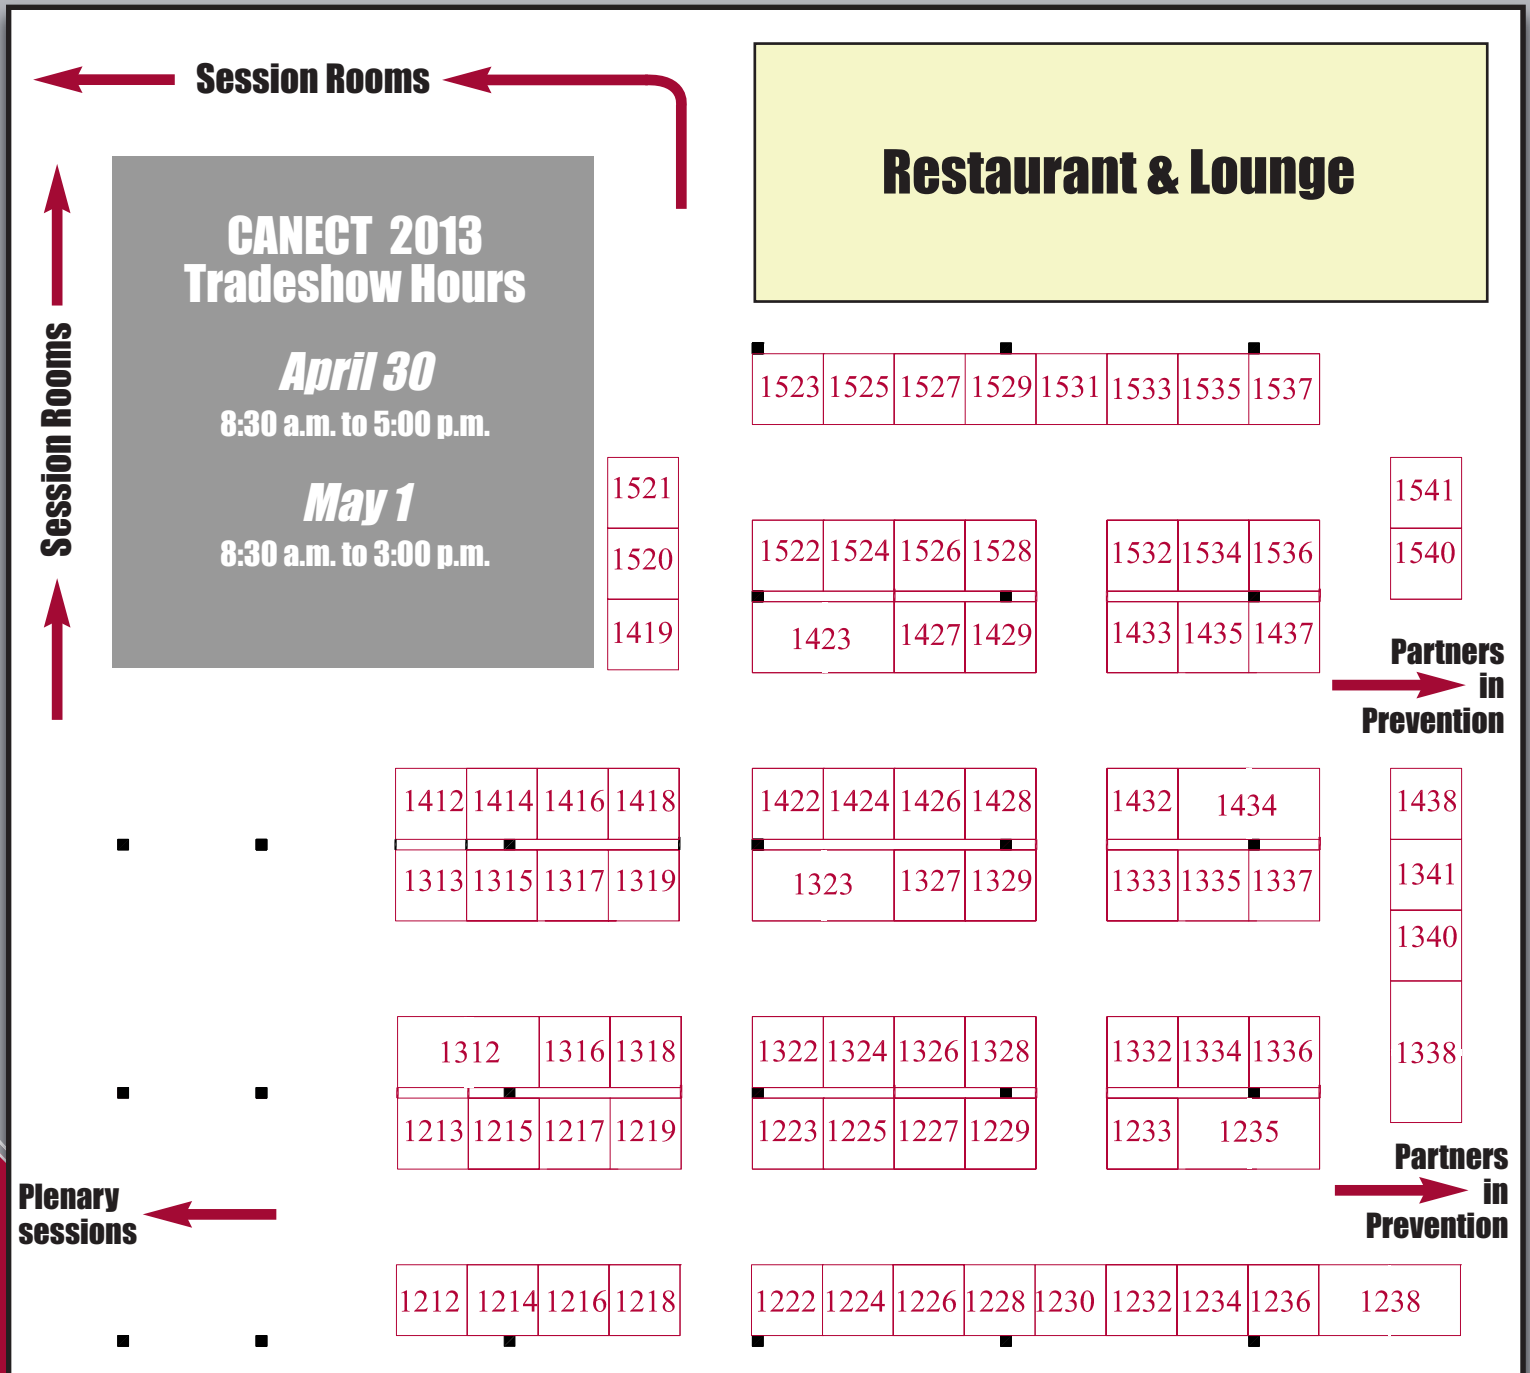 Session Rooms
Restaurant & Lounge
CANECT 2013
Tradeshow Hours
April 30
8:30 a.m. to 5:00 p.m.
May 1
8:30 a.m. to 3:00 p.m.
Session Rooms
1523 1525 1527 1529 1531 1533 1535 1537
1521
1520
1419
1541
1540
1522 1524 1526 1528 1532 1534 1536
1423 1427 1429 1433 1435 1437
Partners
in
Prevention
1412 1414 1416 1418 1422 1424 1426 1428 1432 1434
1313 1315 1317 1319 1323 1327 1329 1333 1335 1337
1438
1341
1340
1338
1312 1316 1318 1322 1324 1326 1328 1332 1334 1336
1213 1215 1217 1219 1223 1225 1227 1229 1233 1235
Partners
in
Prevention
Plenary
sessions
1212 1214 1216 1218 1222 1224 1226 1228 1230 1232 1234 1236 1238